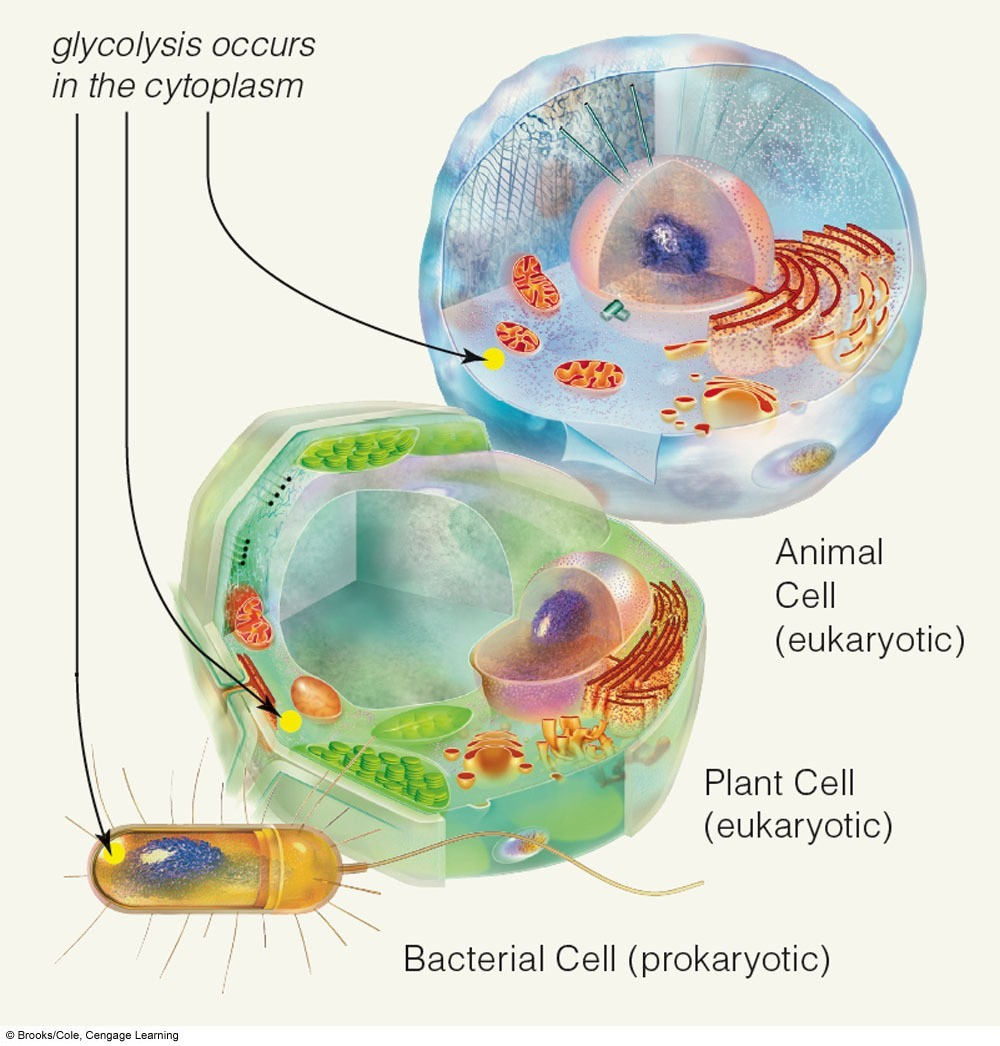 glycolysis occurs
in the cytoplasm
Animal
Cell
(eukaryotic)
Plant Cell
(eukaryotic)
Bacterial Cell (prokaryotic)
© Brooks/Cole, Cengage Learning